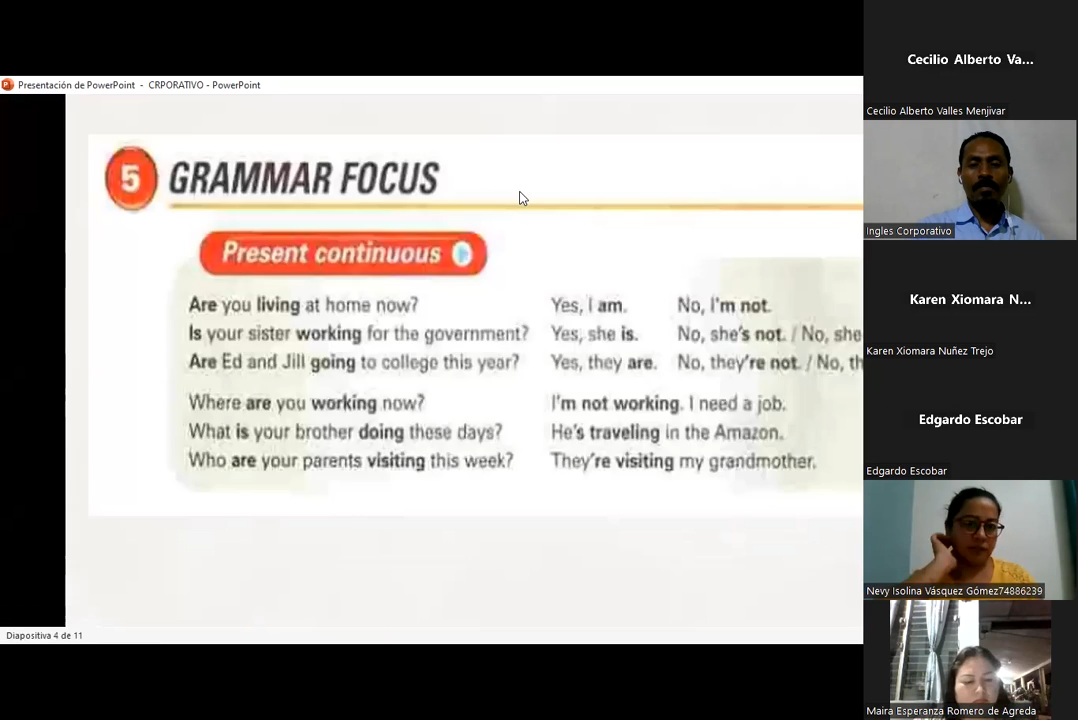 Presentación de PowerPoint - CRPORATIVO - PowerPoint
5 GRAMMAR FOCUS
Present continuous
Are you living at home now? Yes, I am. No, I'm not.
Is your sister working for the government? Yes, she is. No, she's not. / No, she
Are Ed and Jill going to college this year? Yes, they are. No, they're not. / No, th
Where are you working now? I'm not working. I need a job.
What is your brother doing these days? He's traveling in the Amazon.
Who are your parents visiting this week? They're visiting my grandmother.
Diapositiva 4 de 11
Cecilio Alberto Va...
Cecilio Alberto Valles Menjivar
Ingles Corporativo
Karen Xiomara N...
Karen Xiomara Nuñez Trejo
Edgardo Escobar
Edgardo Escobar
Nevy Isolina Vásquez Gómez74886239
Maira Esperanza Romero de Agreda